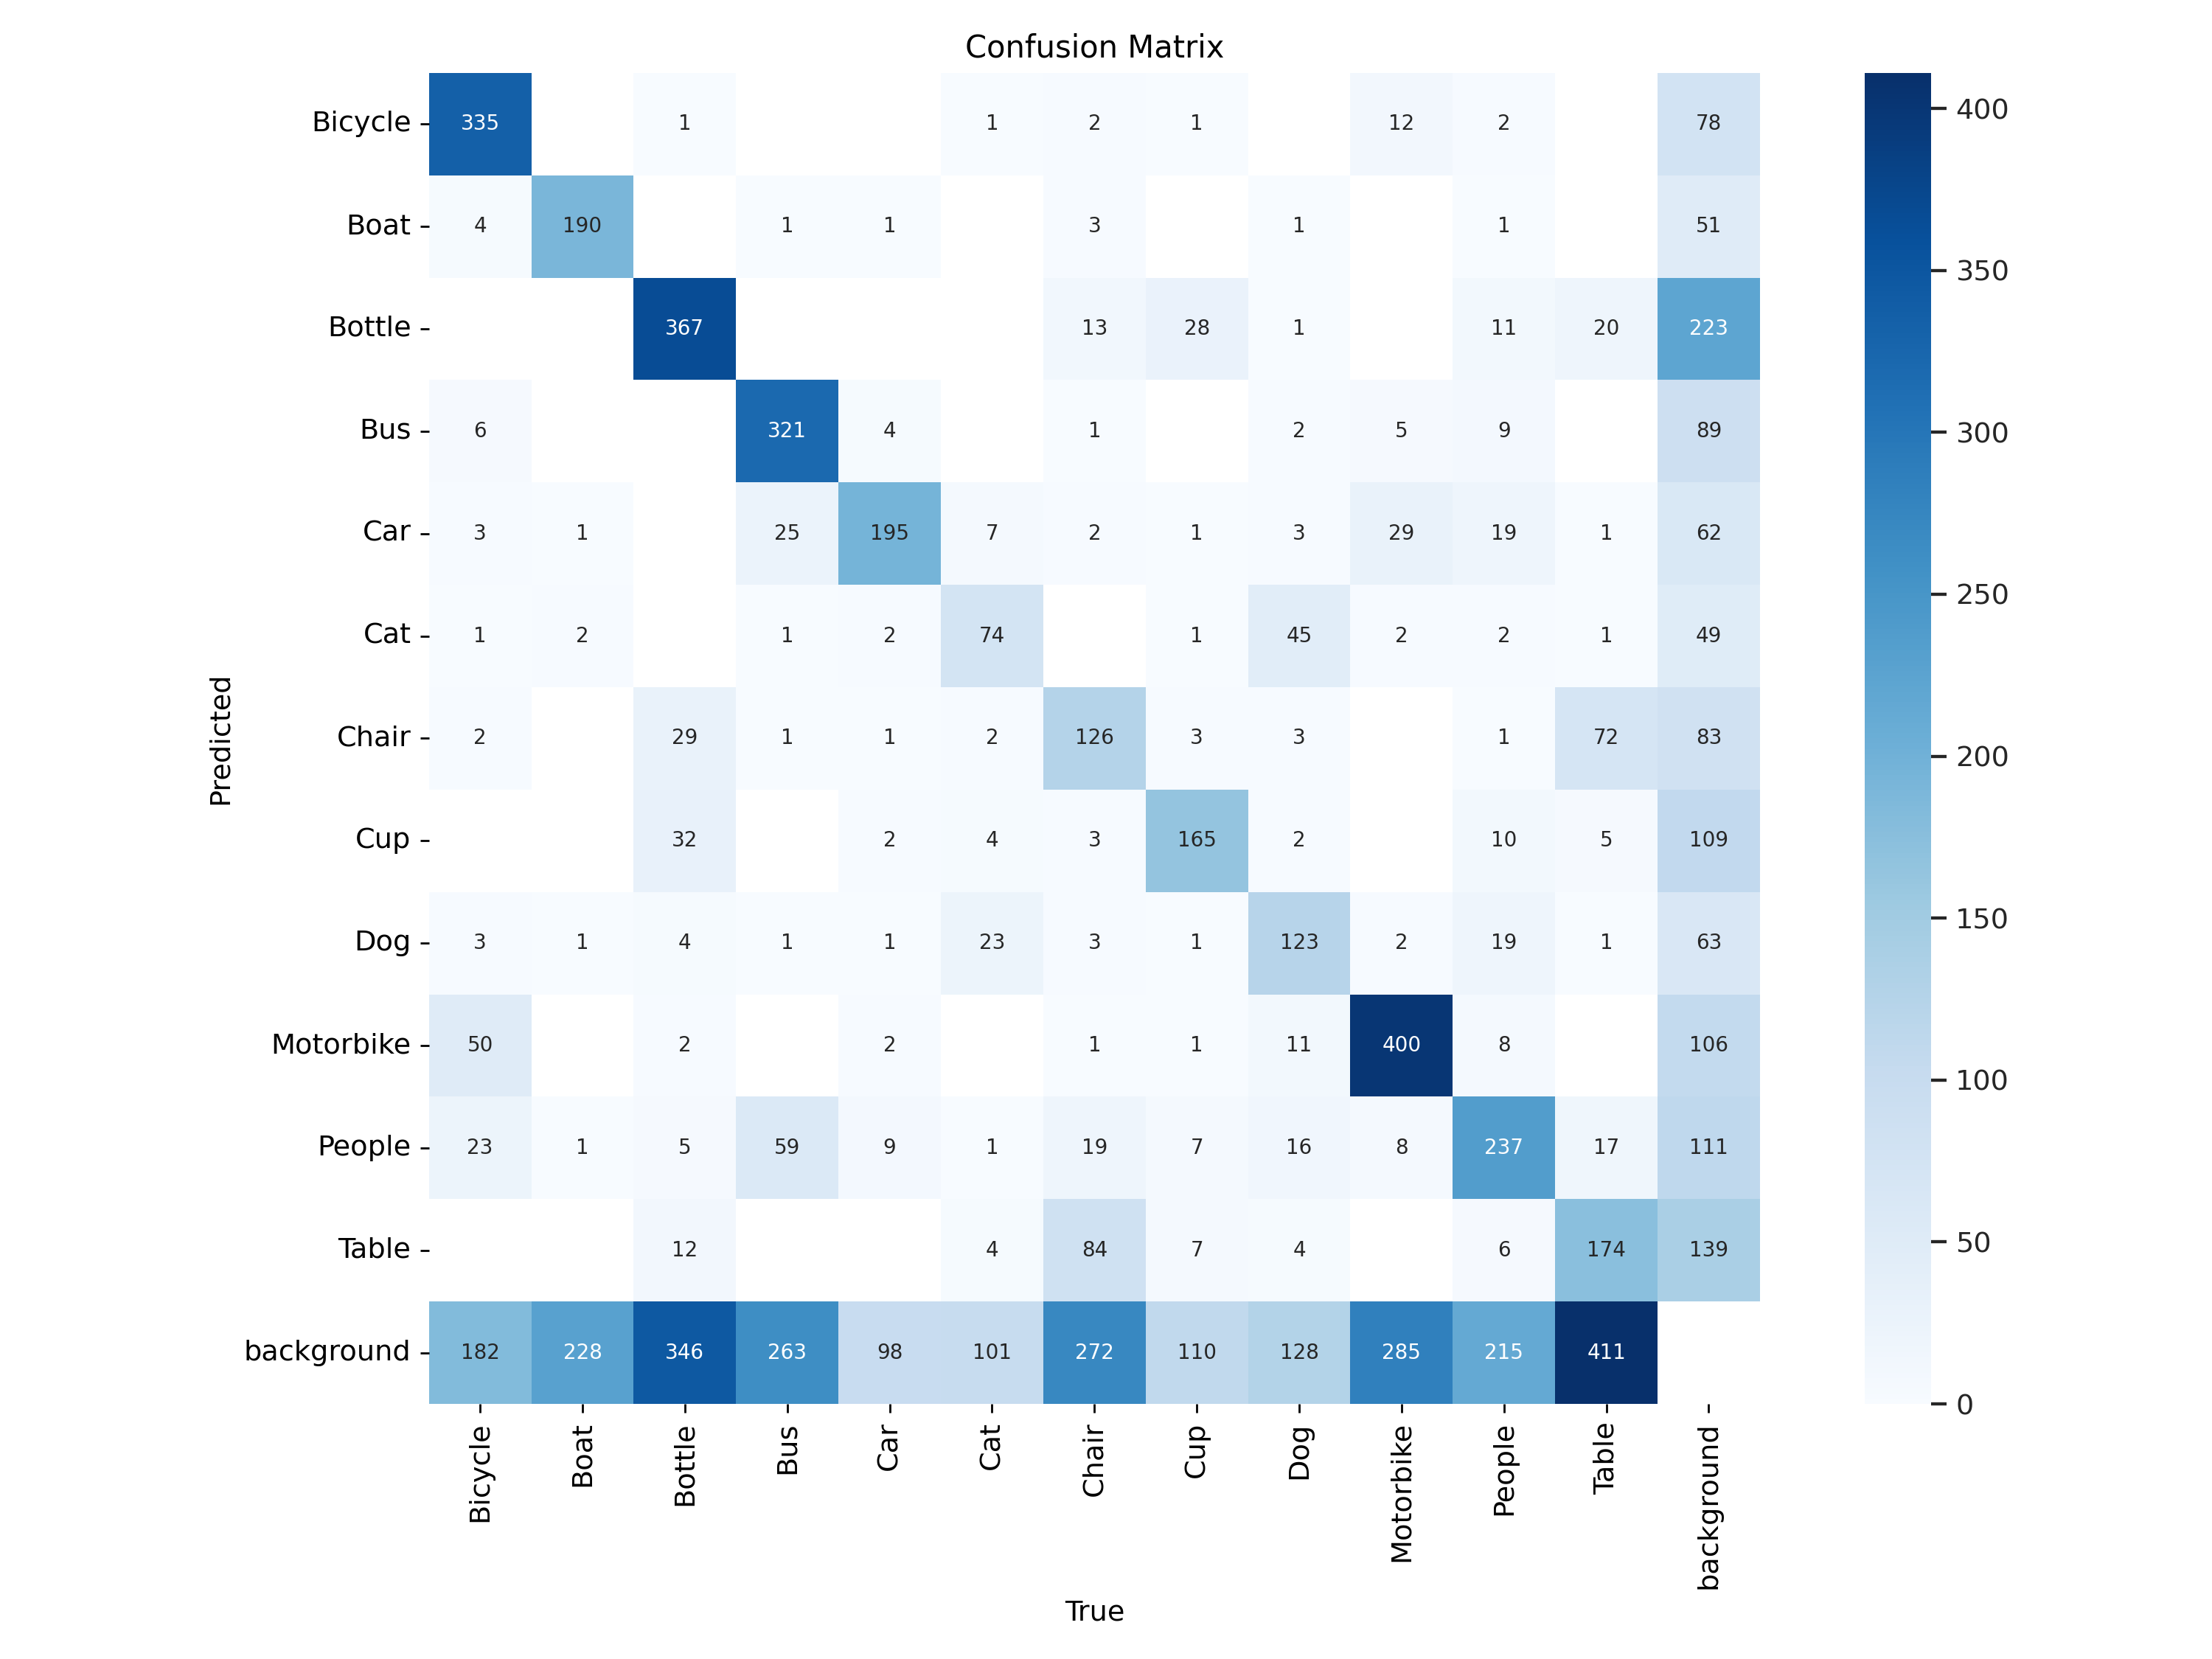 Confusion Matrix
Bicycle 335 1 1 2 1 12 2 78
Boat 4 190 1 1 3 1 1 51
Bottle 367 13 28 1 11 20 223
Bus 6 321 4 1 2 5 9 89
Car 3 1 25 195 7 2 1 3 29 19 1 62
Cat 1 2 1 2 74 1 45 2 2 1 49
Chair 2 29 1 1 2 126 3 3 1 72 83
Cup 32 2 4 3 165 2 10 5 109
Dog 3 1 4 1 1 23 3 1 123 2 19 1 63
Motorbike 50 2 2 1 1 11 400 8 106
People 23 1 5 59 9 1 19 7 16 8 237 17 111
Table 12 4 84 7 4 6 174 139
background 182 228 346 263 98 101 272 110 128 285 215 411
Bicycle Boat Bottle Bus Car Cat Chair Cup Dog Motorbike People Table background
True
Predicted
400
350
300
250
200
150
100
50
0